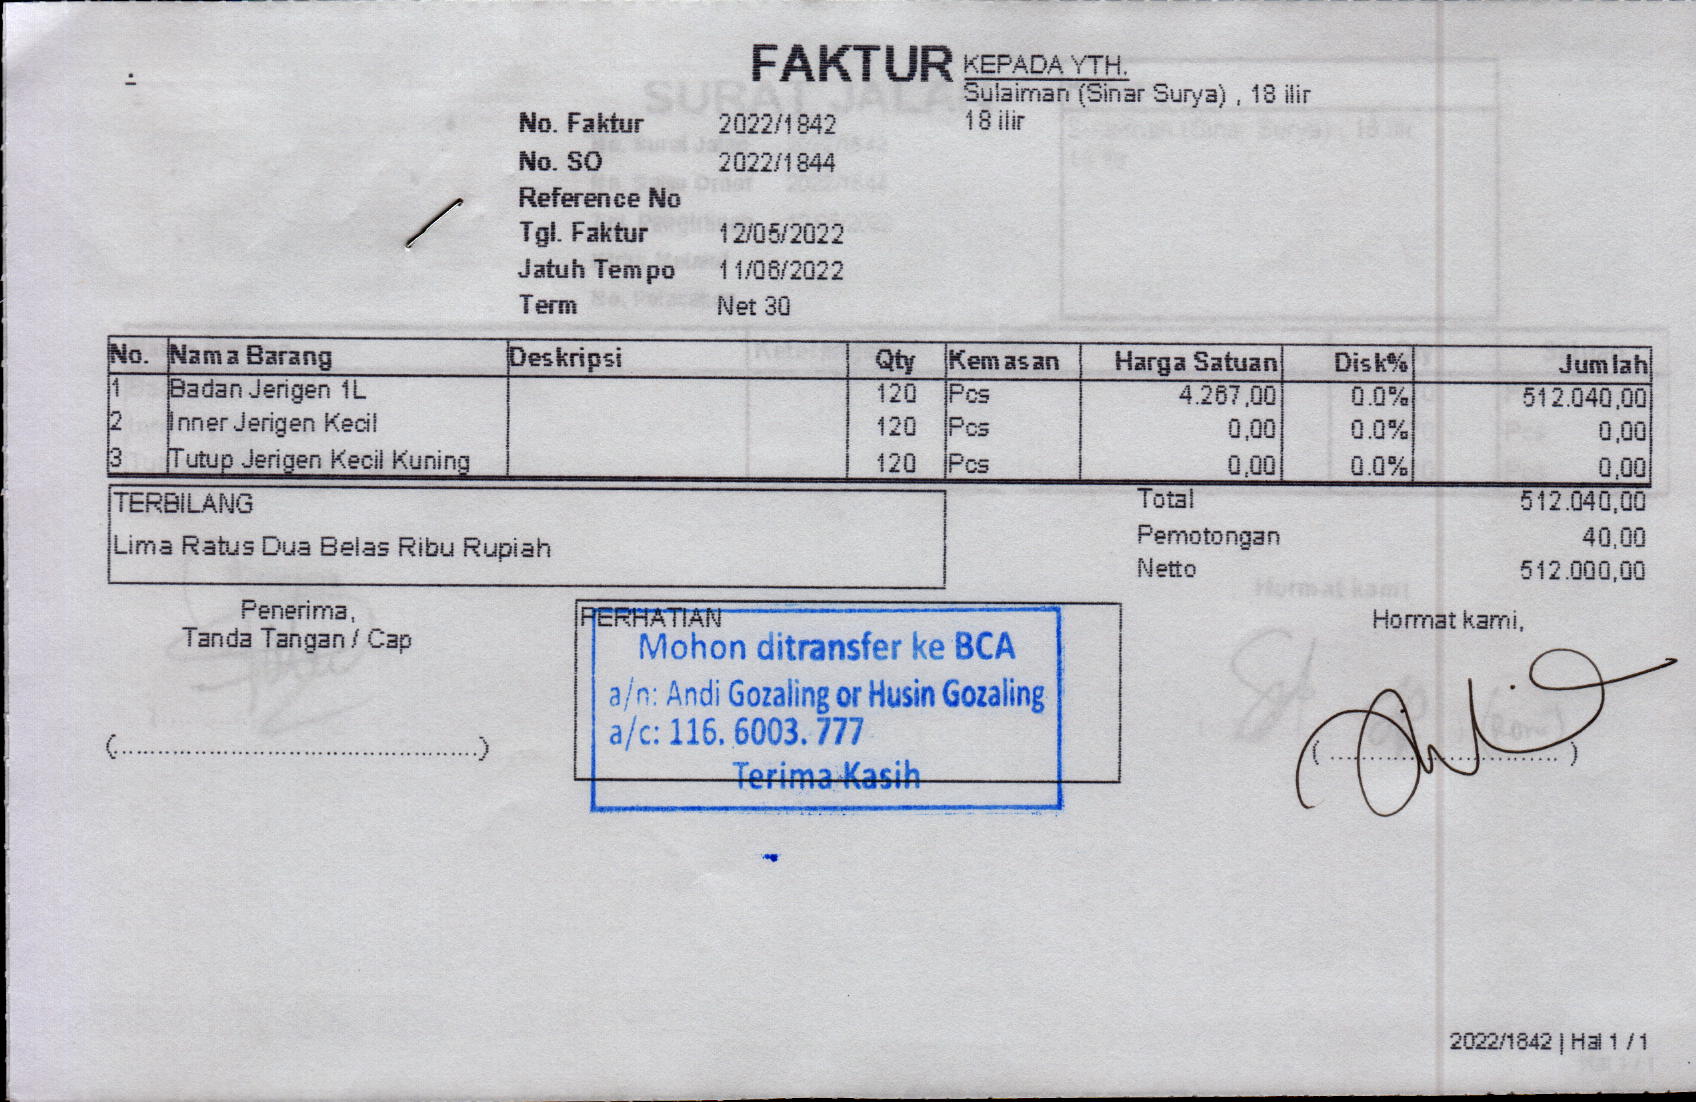 FAKTUR
KEPADA YTH.
Sulaiman (Sinar Surya) , 18 ilir
18 ilir
No. Faktur 2022/1842
No. SO 2022/1844
Reference No
Tgl. Faktur 12/05/2022
Jatuh Tempo 11/06/2022
Term Net 30
No. Nama Barang Deskripsi Qty Kemasan Harga Satuan Disk% Jumlah
1 Badan Jerigen 1L 120 Pcs 4.267,00 0.0% 512.040,00
2 Inner Jerigen Kecil 120 Pcs 0,00 0.0% 0,00
3 Tutup Jerigen Kecil Kuning 120 Pcs 0,00 0.0% 0,00
TERBILANG
Lima Ratus Dua Belas Ribu Rupiah
Total 512.040,00
Pemotongan 40,00
Netto 512.000,00
Penerima,
Tanda Tangan / Cap
(................................................)
PERHATIAN
Mohon ditransfer ke BCA
a/n: Andi Gozaling or Husin Gozaling
a/c: 116. 6003. 777
Terima Kasih
Hormat kami,
( ................................ )
2022/1842 | Hal 1 / 1